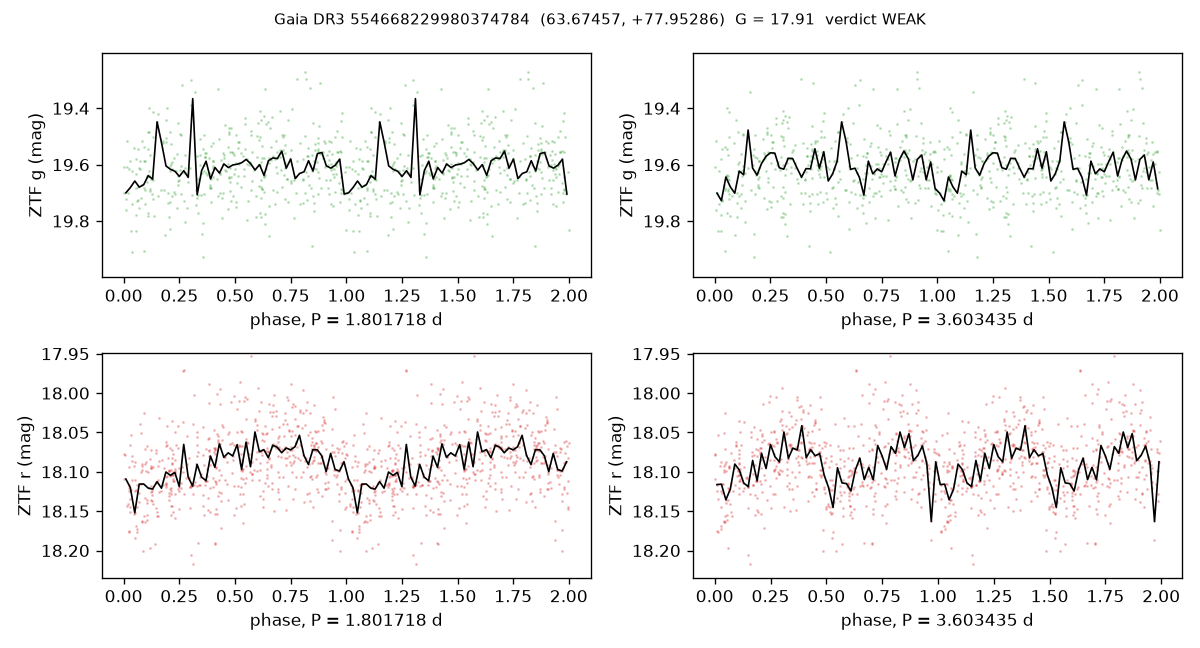 Gaia DR3 554668229980374784  (63.67457, +77.95286)  G = 17.91  verdict WEAK
ZTF g (mag)
19.4
19.6
19.8
0.00 0.25 0.50 0.75 1.00 1.25 1.50 1.75 2.00
phase, P = 1.801718 d
ZTF g (mag)
19.4
19.6
19.8
0.00 0.25 0.50 0.75 1.00 1.25 1.50 1.75 2.00
phase, P = 3.603435 d
ZTF r (mag)
17.95
18.00
18.05
18.10
18.15
18.20
0.00 0.25 0.50 0.75 1.00 1.25 1.50 1.75 2.00
phase, P = 1.801718 d
ZTF r (mag)
17.95
18.00
18.05
18.10
18.15
18.20
0.00 0.25 0.50 0.75 1.00 1.25 1.50 1.75 2.00
phase, P = 3.603435 d